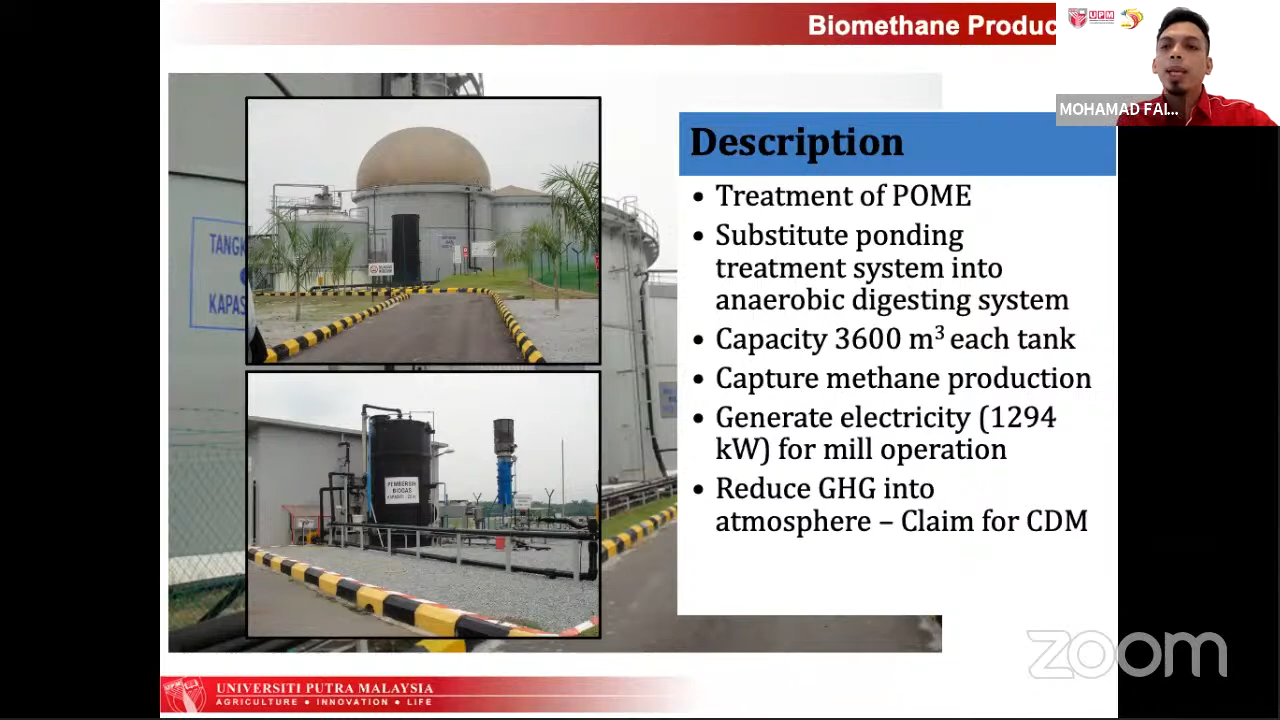 Biomethane Produc
UPM
MOHAMAD FAI...
TANGK
KAPAS
PEMBERSIH
BIOGAS
Description
• Treatment of POME
• Substitute ponding
treatment system into
anaerobic digesting system
• Capacity 3600 m³ each tank
• Capture methane production
• Generate electricity (1294
kW) for mill operation
• Reduce GHG into
atmosphere – Claim for CDM
zoom
UNIVERSITI PUTRA MALAYSIA
AGRICULTURE • INNOVATION • LIFE